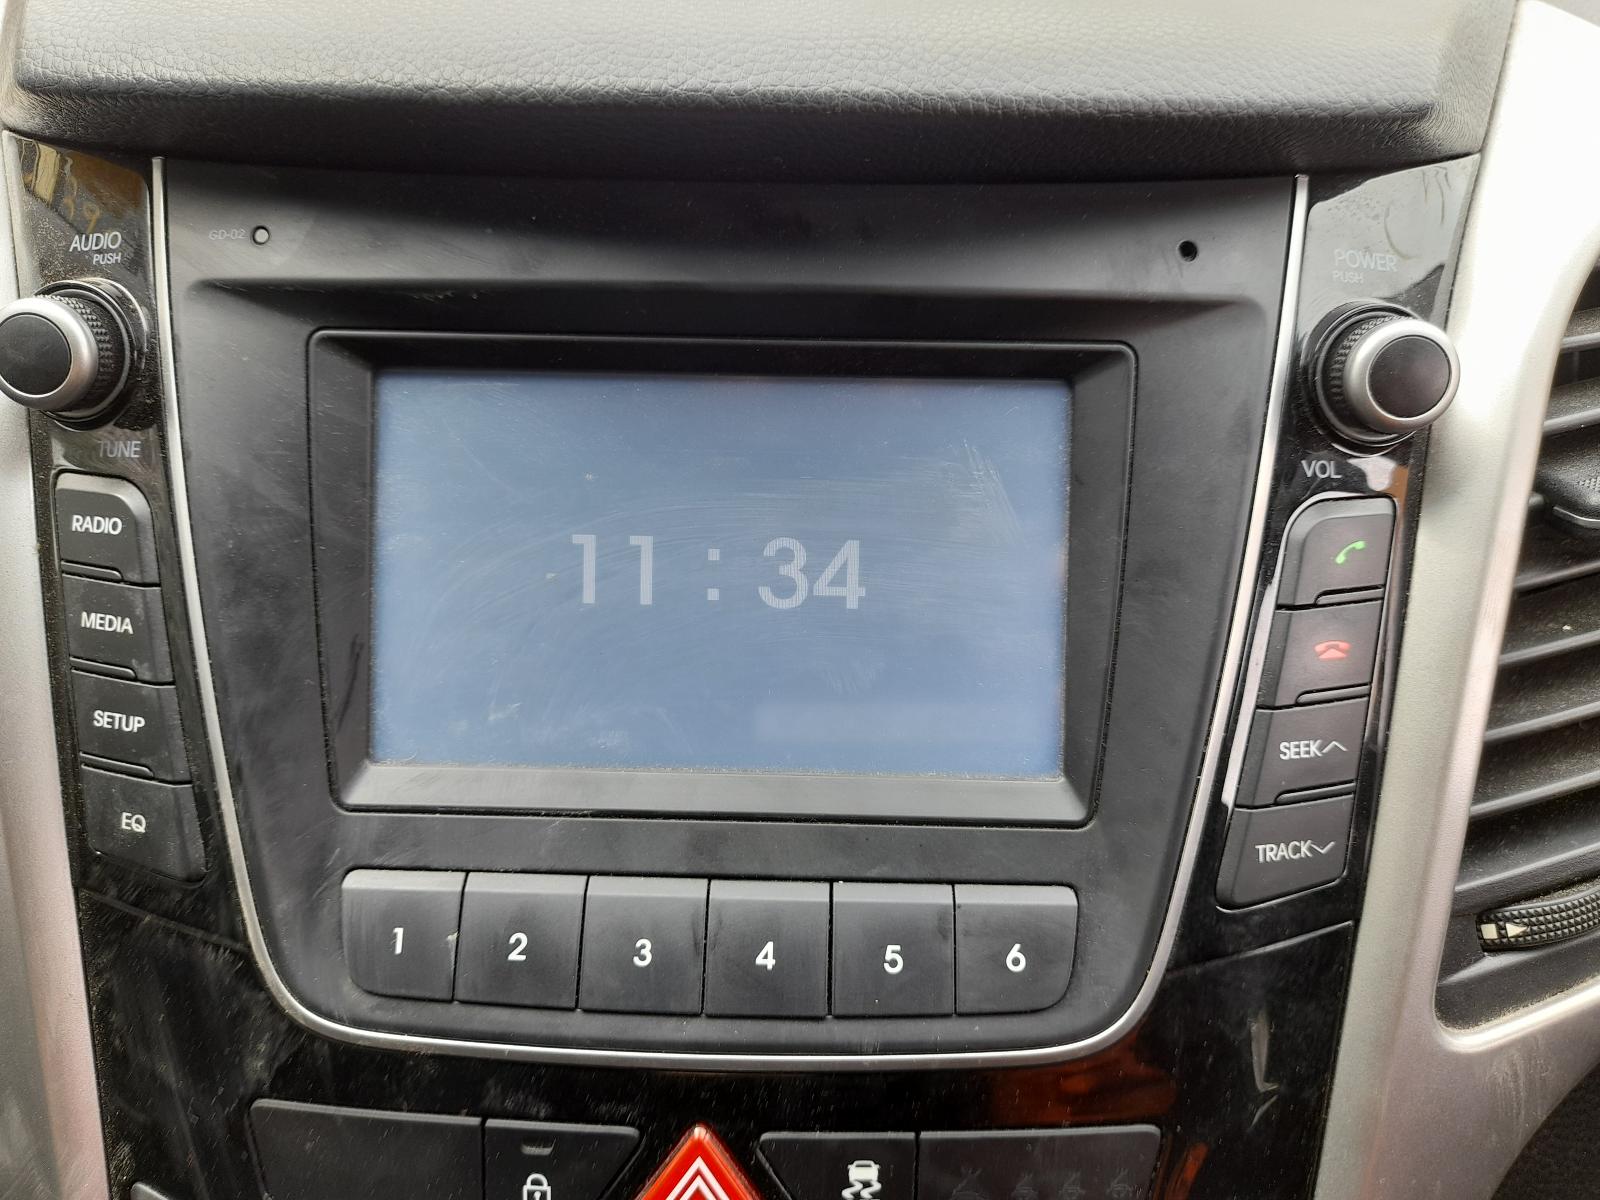 GD-02
AUDIO
PUSH
TUNE
RADIO
MEDIA
SETUP
EQ
11 : 34
POWER
PUSH
VOL
SEEK
TRACK
1 2 3 4 5 6